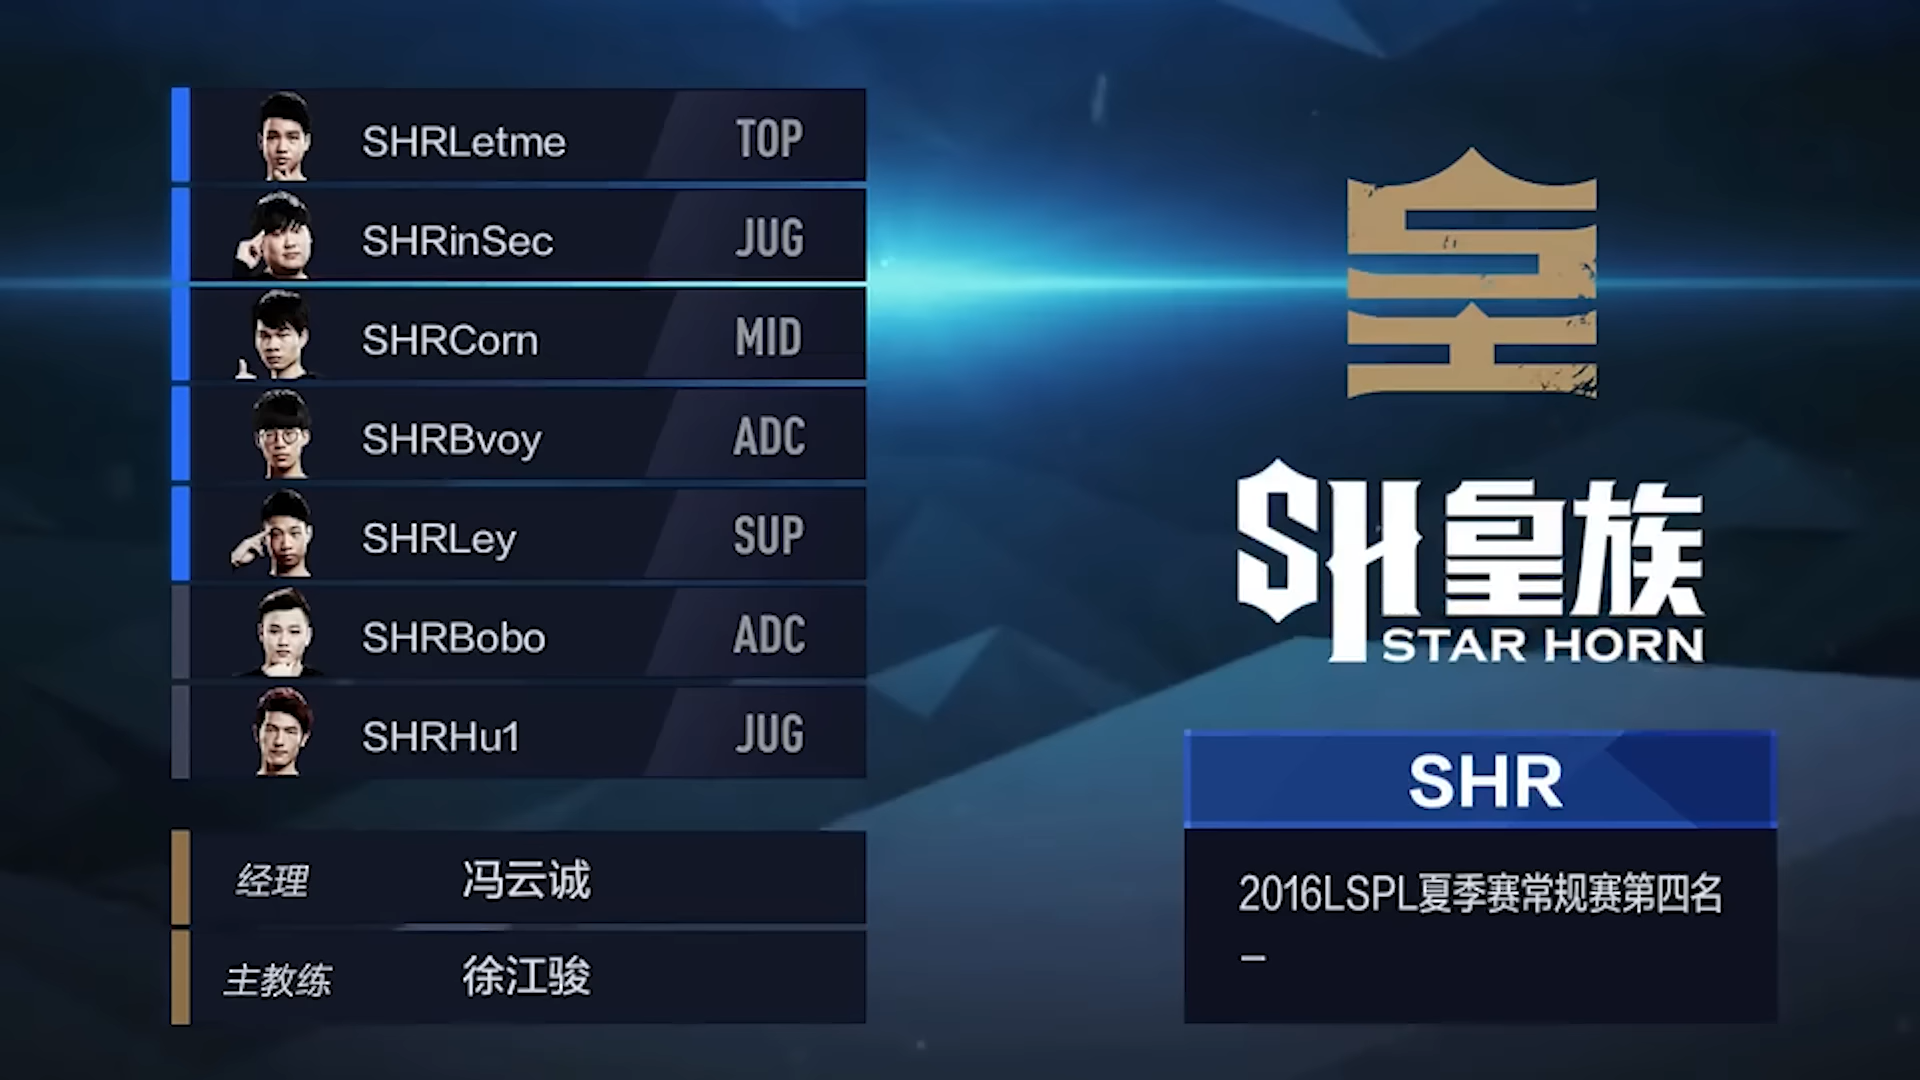 SHRLetme TOP
SHRinSec JUG
SHRCorn MID
SHRBvoy ADC
SHRLey SUP
SHRBobo ADC
SHRHu1 JUG
经理 冯云诚
主教练 徐江骏
皇
SH皇族
STAR HORN
SHR
2016LSPL夏季赛常规赛第四名
–